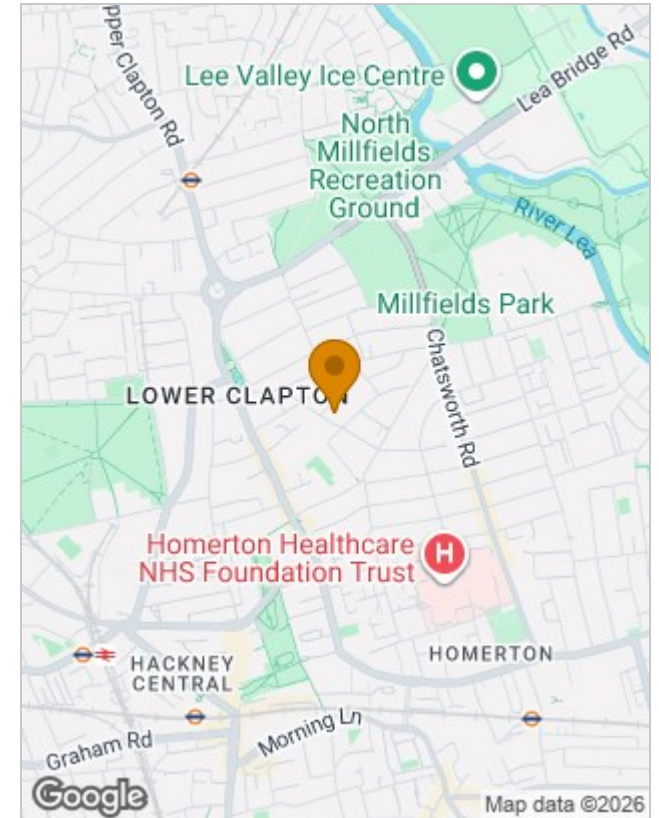 pper Clapton Rd
Lee Valley Ice Centre
Lea Bridge Rd
North
Millfields
Recreation
Ground
River Lea
Millfields Park
Chatsworth Rd
LOWER CLAPTON
Homerton Healthcare
NHS Foundation Trust
H
HOMERTON
HACKNEY
CENTRAL
Morning Ln
Graham Rd
Google
Map data ©2026